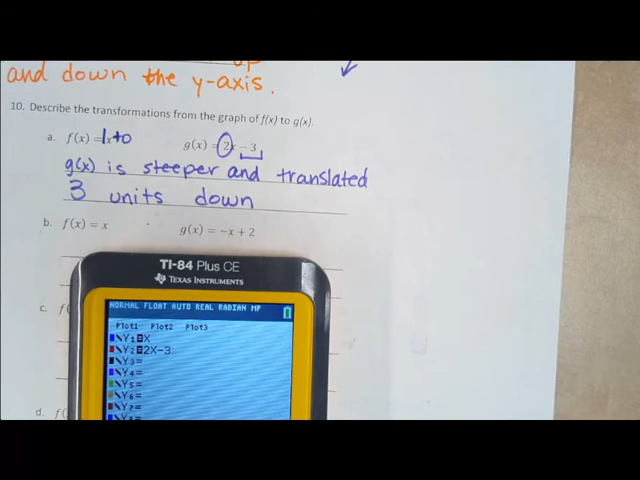 up
and down the y-axis.
10. Describe the transformations from the graph of f(x) to g(x).
a. f(x) = 1x+0 g(x) = 2x - 3
g(x) is steeper and translated
3 units down
b. f(x) = x g(x) = -x + 2
c. f(
d. f(
TI-84 Plus CE
TEXAS INSTRUMENTS
NORMAL FLOAT AUTO REAL RADIAN MP
Plot1 Plot2 Plot3
\Y1=X
\Y2=2X-3
\Y3=
\Y4=
\Y5=
\Y6=
\Y7=
\Y8=